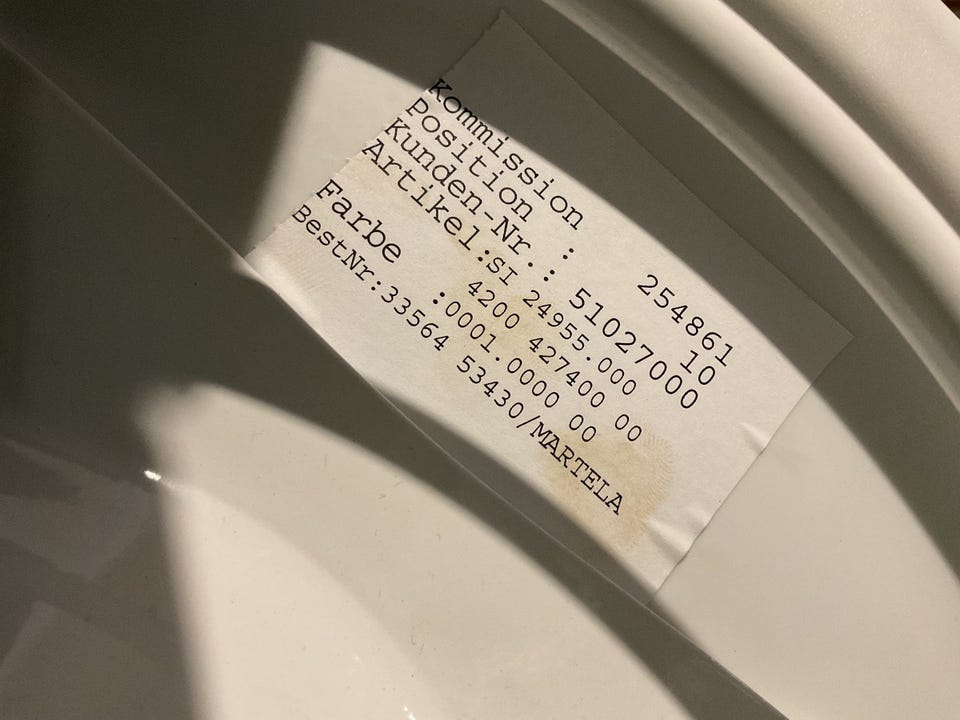 Kommission : 254861
Position : 10
Kunden-Nr.: 51027000
Artikel:SI 24955.000
4200 427400 00
Farbe :0001.0000 00
BestNr:33564 53430/MARTELA